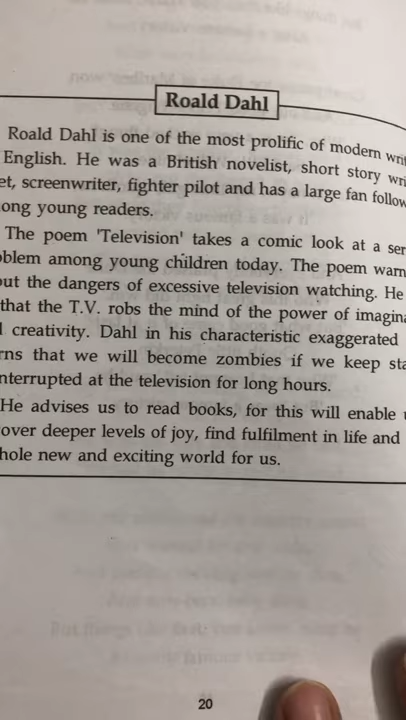 Roald Dahl
Roald Dahl is one of the most prolific of modern writ
English. He was a British novelist, short story wri
et, screenwriter, fighter pilot and has a large fan follow
ong young readers.
The poem 'Television' takes a comic look at a ser
oblem among young children today. The poem warn
out the dangers of excessive television watching. He
that the T.V. robs the mind of the power of imagina
l creativity. Dahl in his characteristic exaggerated
rns that we will become zombies if we keep sta
nterrupted at the television for long hours.
He advises us to read books, for this will enable u
over deeper levels of joy, find fulfilment in life and
hole new and exciting world for us.
20